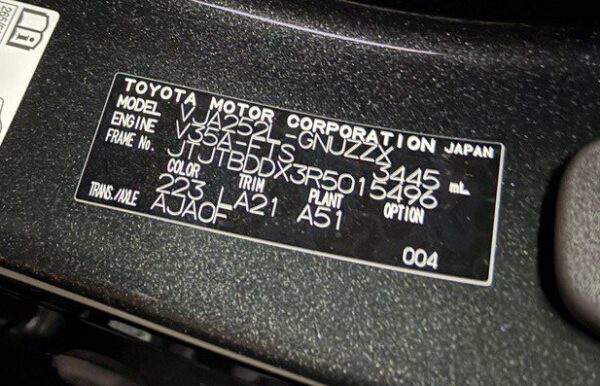 TOYOTA MOTOR CORPORATION JAPAN
MODEL VJA252L-GNUZZX
ENGINE V35A-FTS 3445 mL
FRAME No. JTJTBDDX3R5015496
COLOR TRIM PLANT OPTION
223 LA21 A51
TRANS./AXLE AJA0F
004